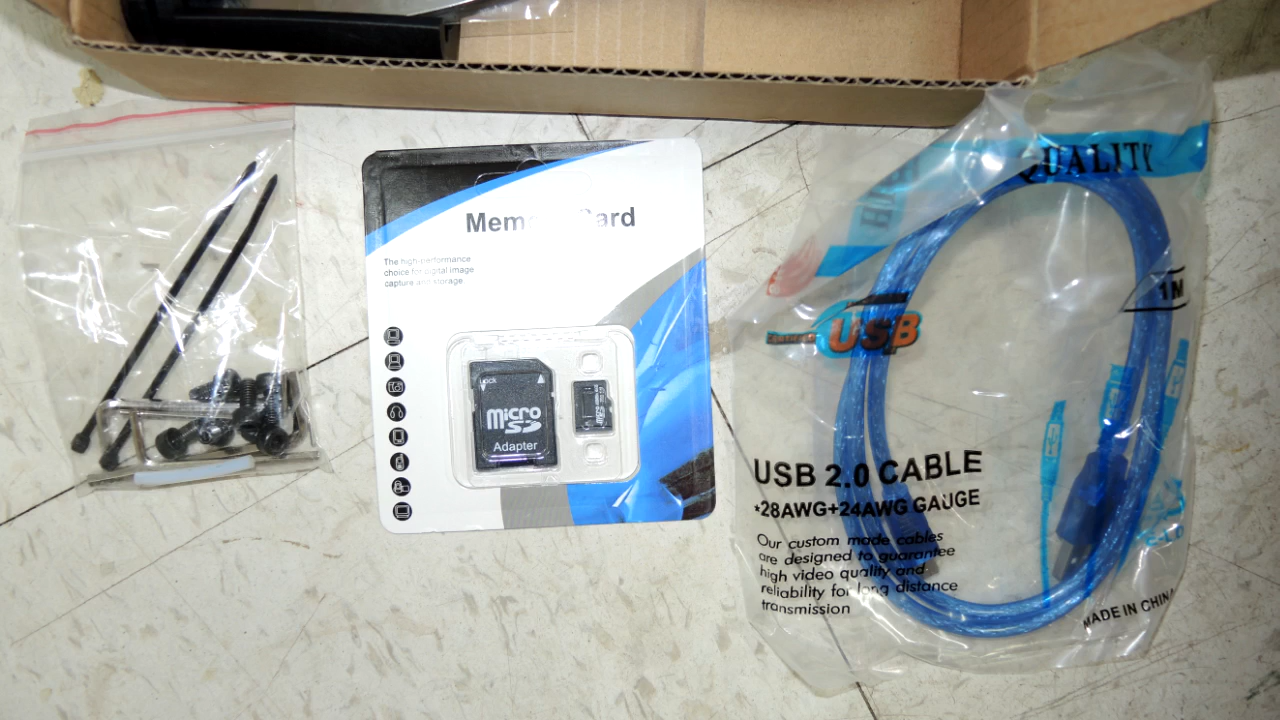 Mem Card
The high-performance
choice for digital image
capture and storage.
Lock
Micro
SD
Adapter
QUALITY
1M
USB
USB 2.0 CABLE
*28AWG+24AWG GAUGE
Our custom made cables
are designed to guarantee
high video quality and
reliability for long distance
transmission
MADE IN CHINA